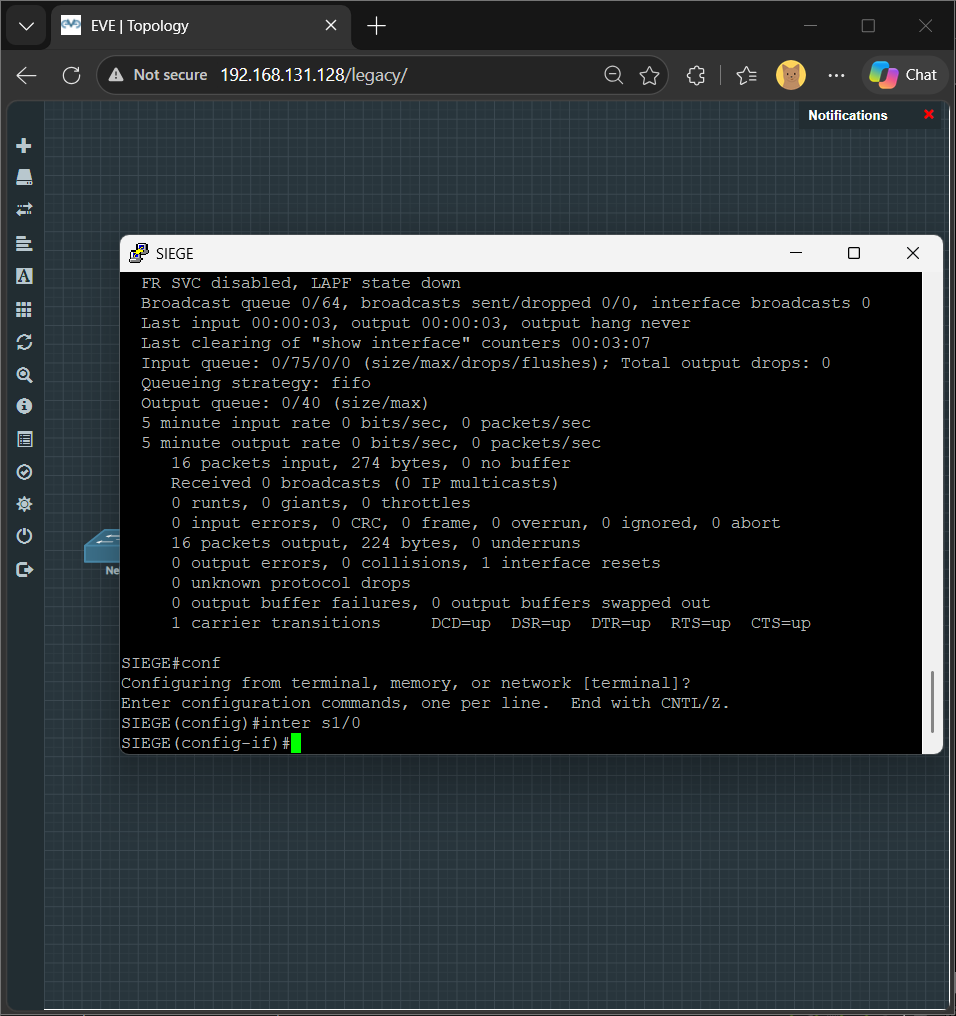 EVE | Topology
Not secure 192.168.131.128/legacy/
Chat
Notifications
SIEGE
FR SVC disabled, LAPF state down
Broadcast queue 0/64, broadcasts sent/dropped 0/0, interface broadcasts 0
Last input 00:00:03, output 00:00:03, output hang never
Last clearing of "show interface" counters 00:03:07
Input queue: 0/75/0/0 (size/max/drops/flushes); Total output drops: 0
Queueing strategy: fifo
Output queue: 0/40 (size/max)
5 minute input rate 0 bits/sec, 0 packets/sec
5 minute output rate 0 bits/sec, 0 packets/sec
16 packets input, 274 bytes, 0 no buffer
Received 0 broadcasts (0 IP multicasts)
0 runts, 0 giants, 0 throttles
0 input errors, 0 CRC, 0 frame, 0 overrun, 0 ignored, 0 abort
16 packets output, 224 bytes, 0 underruns
0 output errors, 0 collisions, 1 interface resets
0 unknown protocol drops
0 output buffer failures, 0 output buffers swapped out
1 carrier transitions DCD=up DSR=up DTR=up RTS=up CTS=up
SIEGE#conf
Configuring from terminal, memory, or network [terminal]?
Enter configuration commands, one per line. End with CNTL/Z.
SIEGE(config)#inter s1/0
SIEGE(config-if)#
Ne